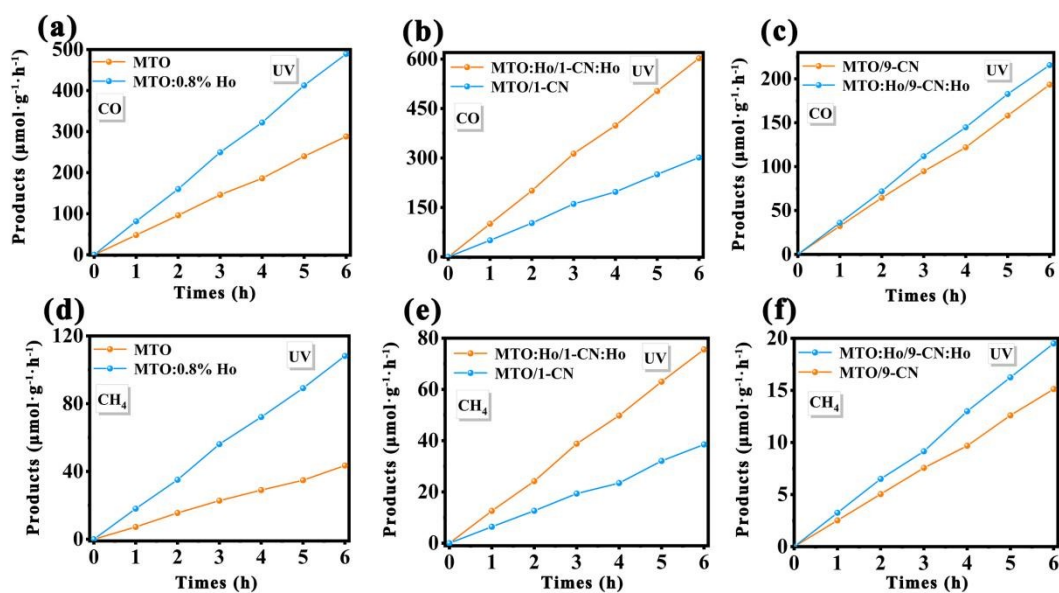 (a)
MTO
MTO:0.8% Ho
UV
CO
500
400
300
200
100
0
0 1 2 3 4 5 6
Times (h)
Products (μmol·g⁻¹·h⁻¹)
(b)
MTO:Ho/1-CN:Ho
MTO/1-CN
UV
CO
600
450
300
150
0
0 1 2 3 4 5 6
Times (h)
Products (μmol·g⁻¹·h⁻¹)
(c)
MTO/9-CN
MTO:Ho/9-CN:Ho
UV
CO
200
150
100
50
0
0 1 2 3 4 5 6
Times (h)
Products (μmol·g⁻¹·h⁻¹)
(d)
MTO
MTO:0.8% Ho
UV
CH₄
120
80
40
0
0 1 2 3 4 5 6
Times (h)
Products (μmol·g⁻¹·h⁻¹)
(e)
MTO:Ho/1-CN:Ho
MTO/1-CN
UV
CH₄
80
60
40
20
0
0 1 2 3 4 5 6
Times (h)
Products (μmol·g⁻¹·h⁻¹)
(f)
MTO:Ho/9-CN:Ho
MTO/9-CN
UV
CH₄
20
15
10
5
0
0 1 2 3 4 5 6
Times (h)
Products (μmol·g⁻¹·h⁻¹)